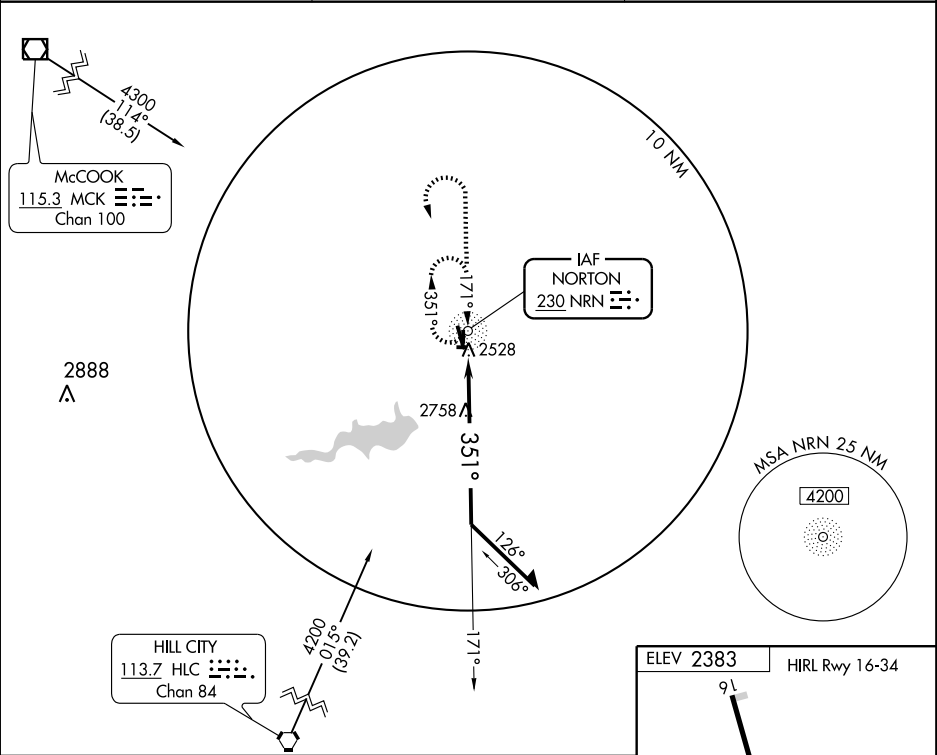 4300
114°
(38.5)
McCOOK
115.3 MCK
Chan 100
10 NM
IAF
NORTON
230 NRN
171°
351°
2528
2888
2758
351°
MSA NRN 25 NM
4200
126°
306°
4200
015°
(39.2)
171°
HILL CITY
113.7 HLC
Chan 84
ELEV 2383
HIRL Rwy 16-34
16